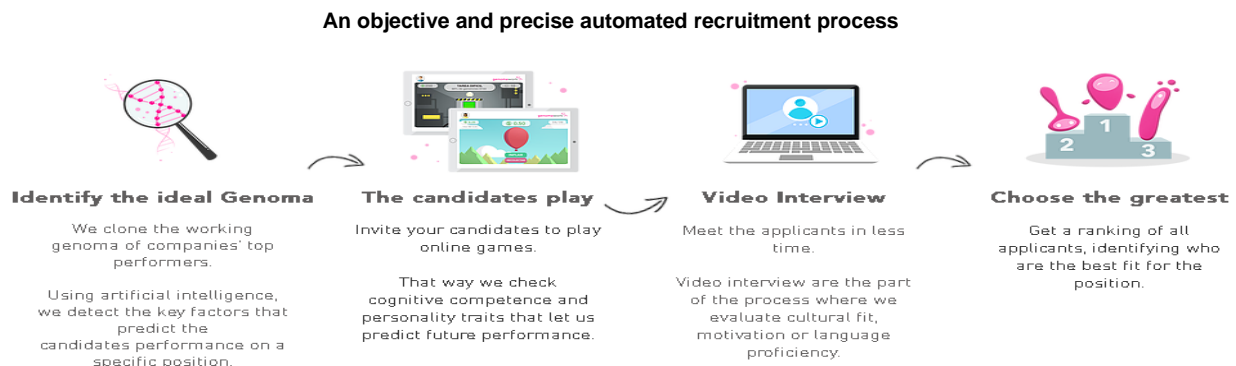 An objective and precise automated recruitment process
Identify the ideal Genoma
We clone the working
genoma of companies' top
performers.
Using artificial intelligence,
we detect the key factors that
predict the
candidates performance on a
specific position.
The candidates play
Invite your candidates to play
online games.
That way we check
cognitive competence and
personality traits that let us
predict future performance.
Video Interview
Meet the applicants in less
time.
Video interview are the part
of the process where we
evaluate cultural fit,
motivation or language
proficiency.
2
1
3
Choose the greatest
Get a ranking of all
applicants, identifying who
are the best fit for the
position.